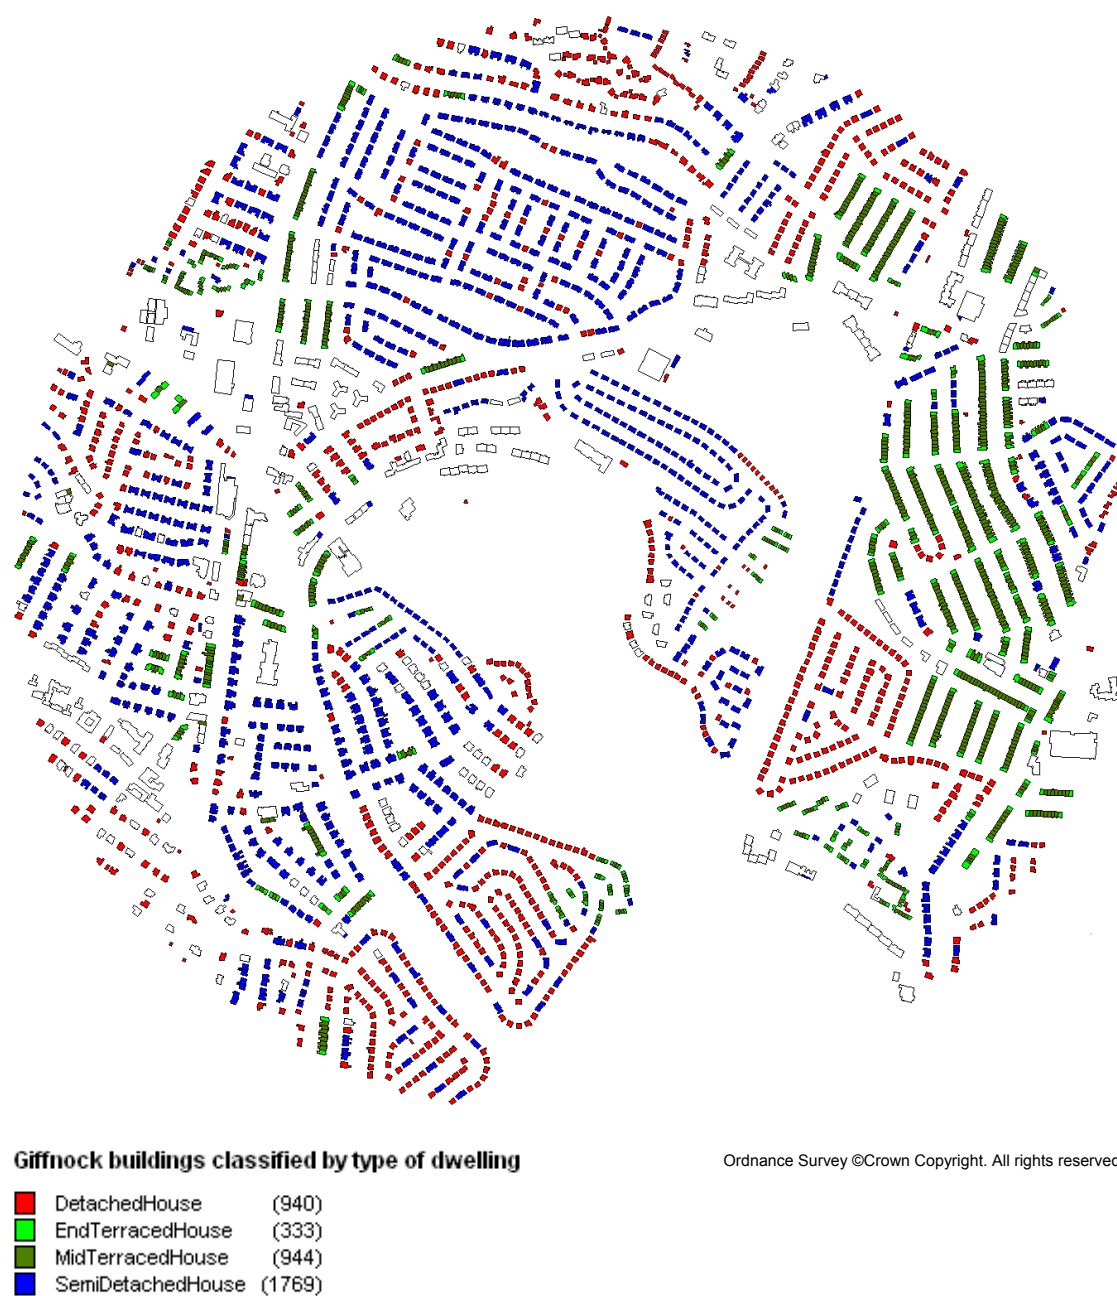 Giffnock buildings classified by type of dwelling
Ordnance Survey ©Crown Copyright. All rights reserved
DetachedHouse (940)
EndTerracedHouse (333)
MidTerracedHouse (944)
SemiDetachedHouse (1769)